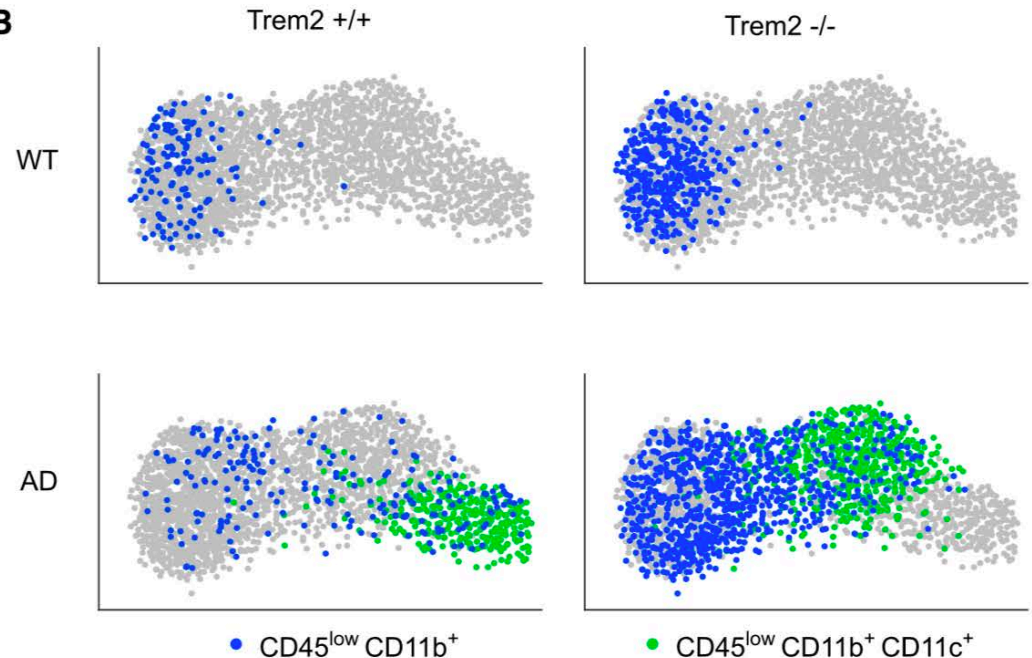 B
Trem2 +/+ Trem2 -/-
WT
AD
CD45low CD11b+ CD45low CD11b+ CD11c+